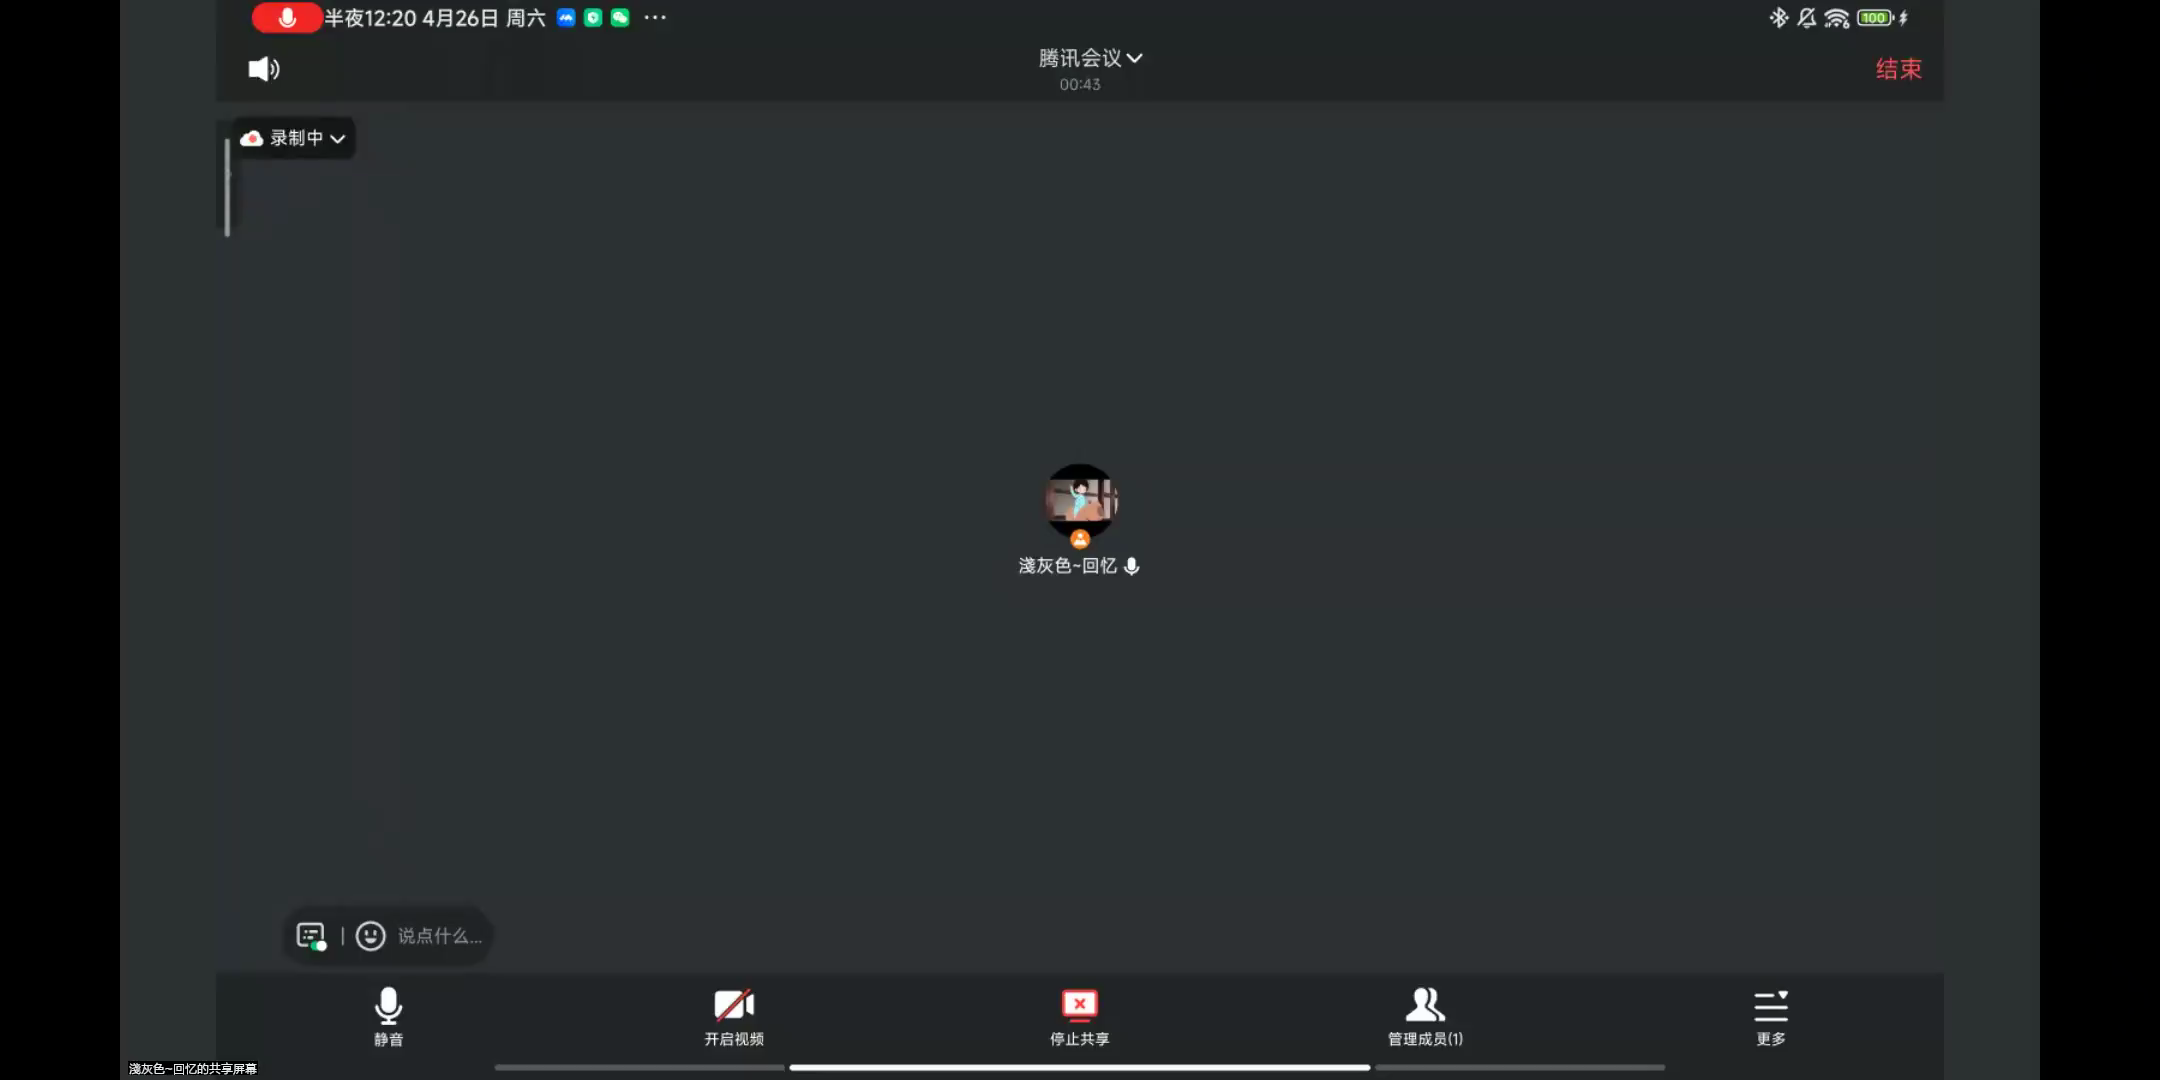 半夜12:20 4月26日 周六 ··· 100
腾讯会议
00:43
结束
录制中
淺灰色~回忆
说点什么...
静音
开启视频
停止共享
管理成员(1)
更多
淺灰色~回忆的共享屏幕